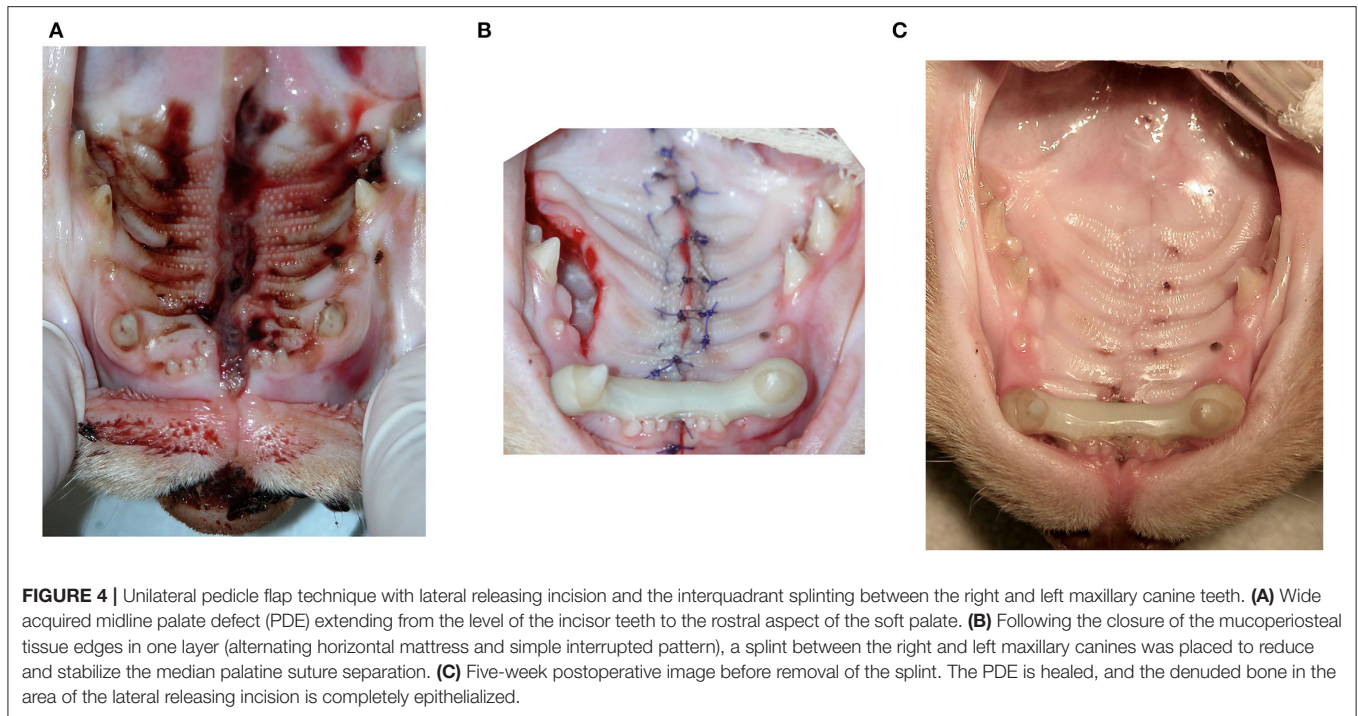 A
B
C
FIGURE 4 | Unilateral pedicle flap technique with lateral releasing incision and the interquadrant splinting between the right and left maxillary canine teeth. (A) Wide
acquired midline palate defect (PDE) extending from the level of the incisor teeth to the rostral aspect of the soft palate. (B) Following the closure of the mucoperiosteal
tissue edges in one layer (alternating horizontal mattress and simple interrupted pattern), a splint between the right and left maxillary canines was placed to reduce
and stabilize the median palatine suture separation. (C) Five-week postoperative image before removal of the splint. The PDE is healed, and the denuded bone in the
area of the lateral releasing incision is completely epithelialized.